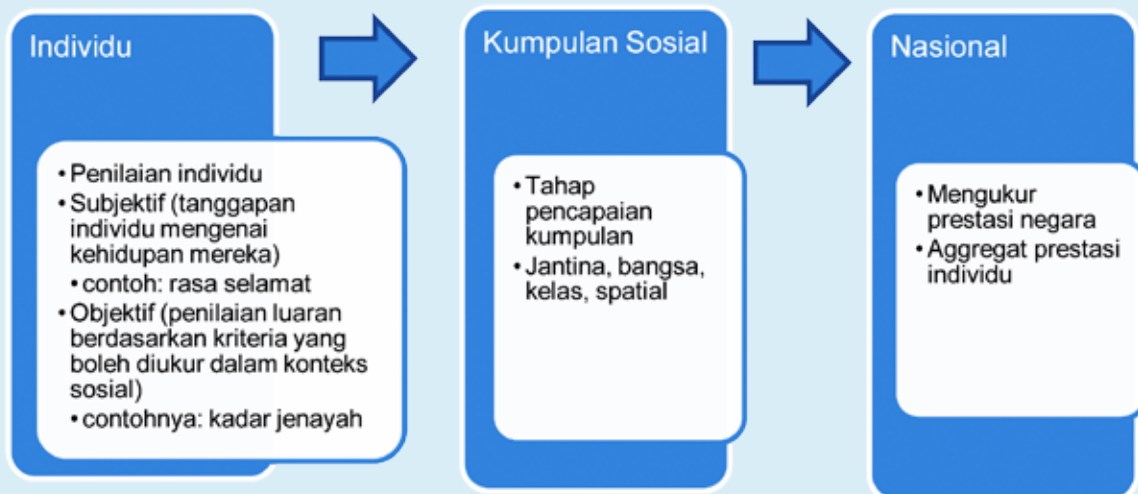 Individu
• Penilaian individu
• Subjektif (tanggapan
individu mengenai
kehidupan mereka)
• contoh: rasa selamat
• Objektif (penilaian luaran
berdasarkan kriteria yang
boleh diukur dalam konteks
sosial)
• contohnya: kadar jenayah
Kumpulan Sosial
• Tahap
pencapaian
kumpulan
• Jantina, bangsa,
kelas, spatial
Nasional
• Mengukur
prestasi negara
• Aggregat prestasi
individu